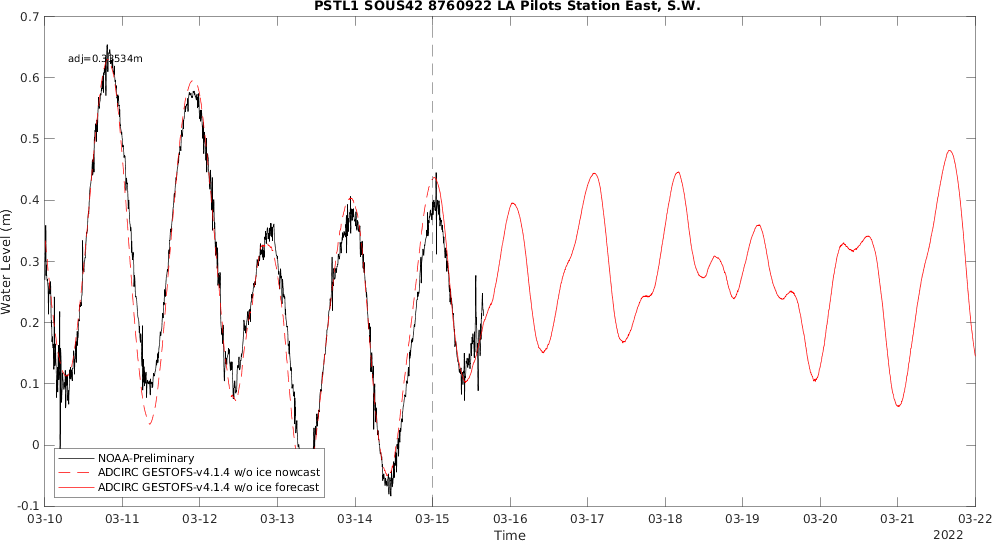 PSTL1 SOUS42 8760922 LA Pilots Station East, S.W.
0.7
0.6
0.5
0.4
0.3
0.2
0.1
0
-0.1
Water Level (m)
NOAA-Preliminary
ADCIRC GESTOFS-v4.1.4 w/o ice nowcast
ADCIRC GESTOFS-v4.1.4 w/o ice forecast
03-10 03-11 03-12 03-13 03-14 03-15 03-16 03-17 03-18 03-19 03-20 03-21 03-22
Time
2022